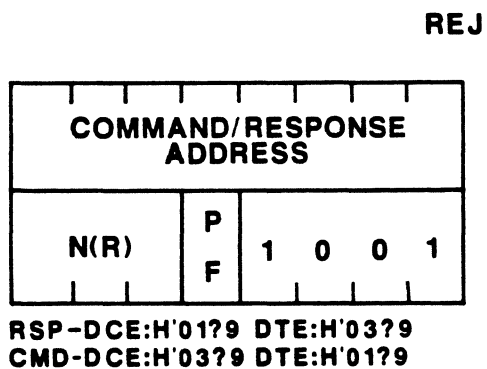 REJ
COMMAND/RESPONSE
ADDRESS
N(R) P F 1 0 0 1
RSP-DCE:H'01?9 DTE:H'03?9
CMD-DCE:H'03?9 DTE:H'01?9